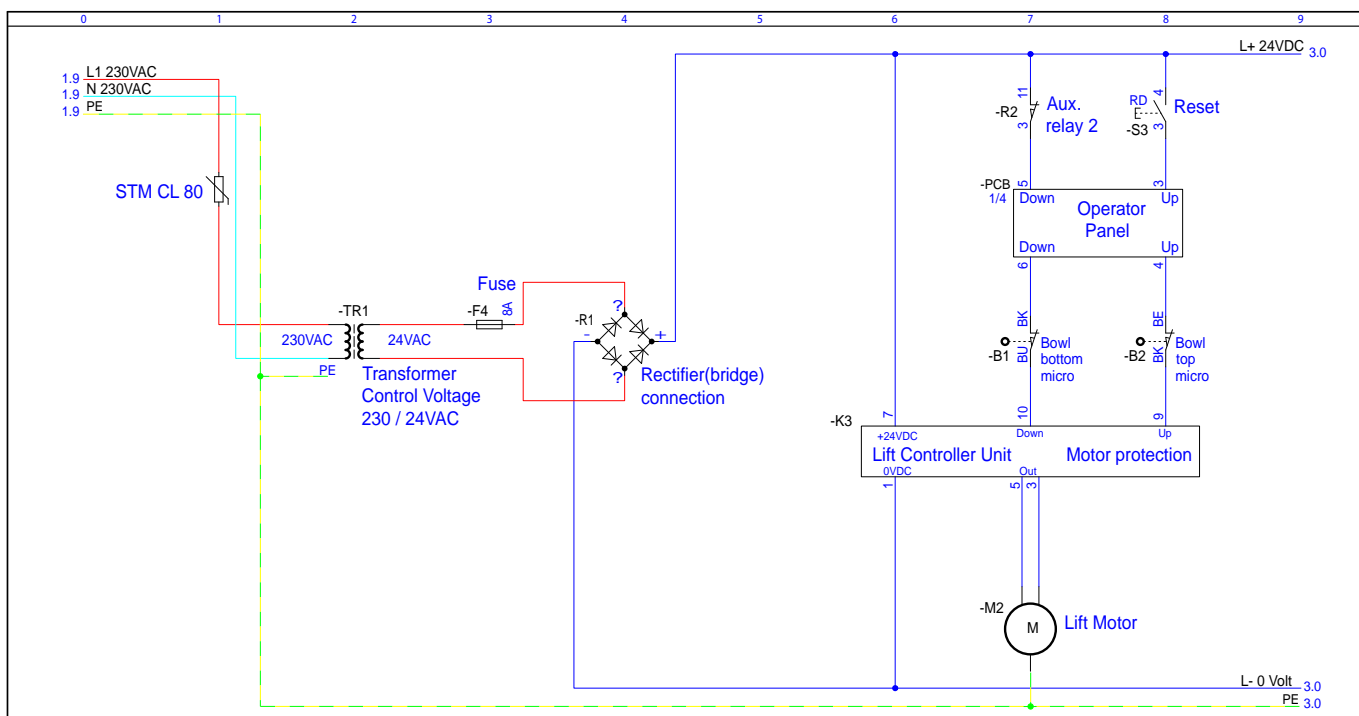 0 1 2 3 4 5 6 7 8 9
L+ 24VDC 3.0
1.9 L1 230VAC
1.9 N 230VAC
1.9 PE
11
-R2
3
Aux.
relay 2
4
RD
-S3
3
Reset
STM CL 80
-PCB
1/4
5
3
Down
Up
Operator
Panel
Down
Up
6
4
Fuse
-TR1
-F4
8A
230VAC
24VAC
PE
Transformer
Control Voltage
230 / 24VAC
?
-R1
-
+
?
Rectifier(bridge)
connection
BK
-B1
BU
Bowl
bottom
micro
BE
-B2
BK
Bowl
top
micro
-K3
7
10
9
+24VDC
Down
Up
Lift Controller Unit
Motor protection
0VDC
Out
1
5
3
-M2
M
Lift Motor
L- 0 Volt 3.0
PE 3.0